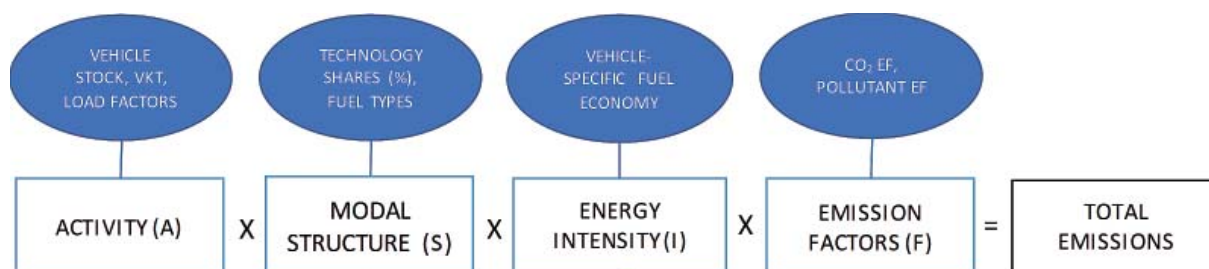 VEHICLE
STOCK, VKT,
LOAD FACTORS
TECHNOLOGY
SHARES (%),
FUEL TYPES
VEHICLE-
SPECIFIC FUEL
ECONOMY
CO₂ EF,
POLLUTANT EF
ACTIVITY (A)
X
MODAL
STRUCTURE (S)
X
ENERGY
INTENSITY (I)
X
EMISSION
FACTORS (F)
=
TOTAL
EMISSIONS